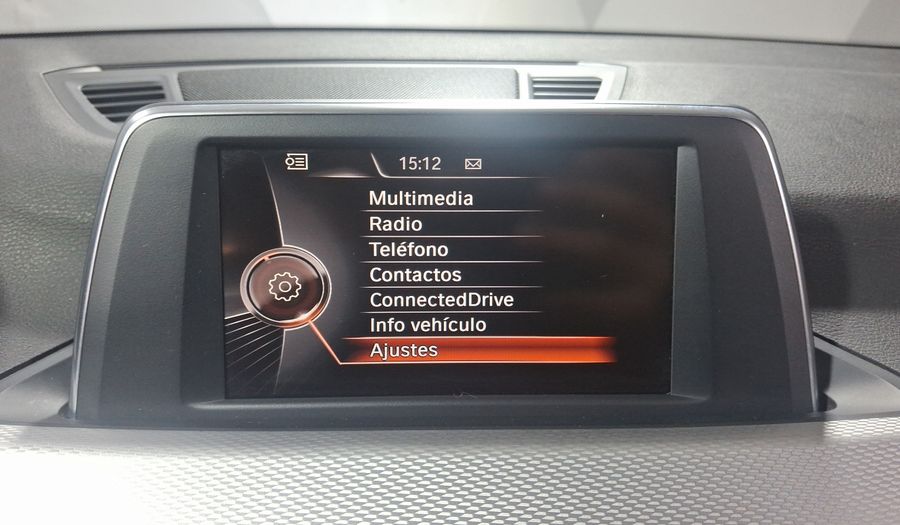 15:12
Multimedia
Radio
Teléfono
Contactos
ConnectedDrive
Info vehículo
Ajustes